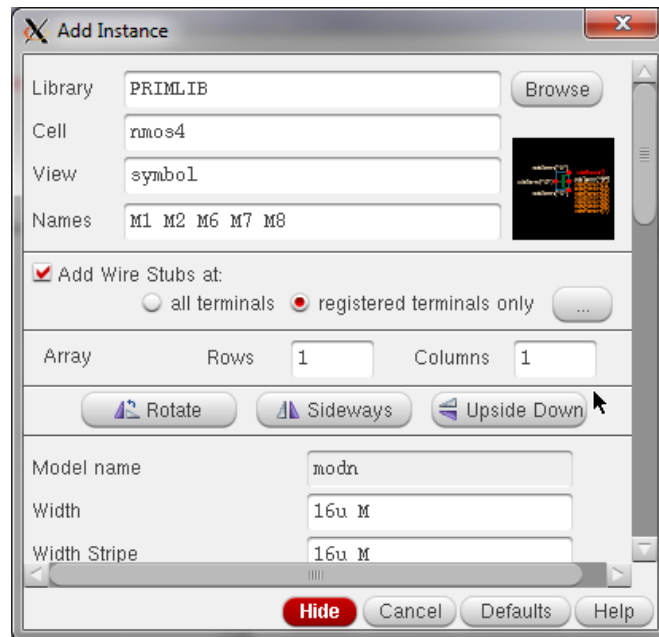 Add Instance
Library PRIMLIB Browse
Cell nmos4
View symbol
Names M1 M2 M6 M7 M8
Add Wire Stubs at:
all terminals registered terminals only ...
Array Rows 1 Columns 1
Rotate Sideways Upside Down
Model name modn
Width 16u M
Width Stripe 16u M
Hide Cancel Defaults Help